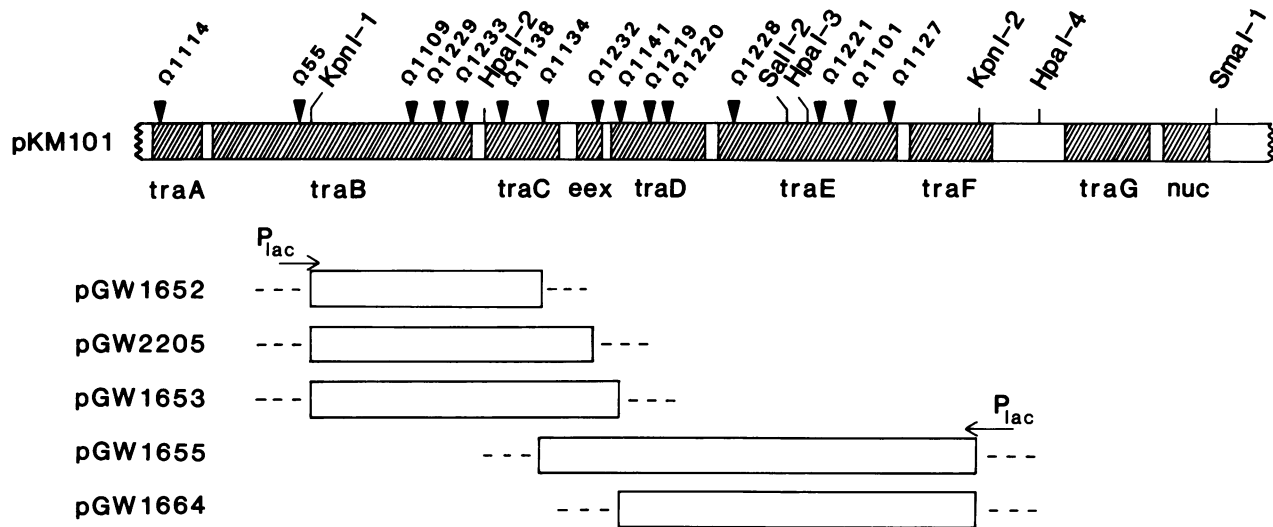 Ω1114
Ω55
KpnI-1
Ω1109
Ω1229
Ω1233
HpaI-2
Ω1138
Ω1134
Ω1232
Ω1141
Ω1219
Ω1220
Ω1228
SalI-2
HpaI-3
Ω1221
Ω1101
Ω1127
KpnI-2
HpaI-4
SmaI-1
pKM101
traA traB traC eex traD traE traF traG nuc
Plac
pGW1652
pGW2205
pGW1653
Plac
pGW1655
pGW1664